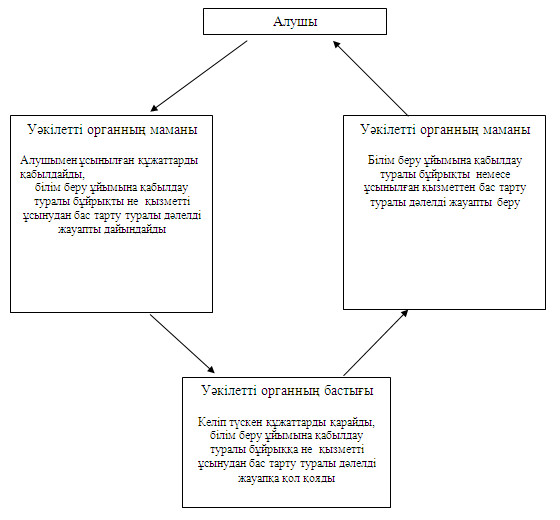 Алушы
Уәкілетті органның маманы
Алушымен ұсынылған құжаттарды
қабылдайды,
білім беру ұйымына қабылдау
туралы бұйрықты не қызметті
ұсынудан бас тарту туралы дәлелді
жауапты дайындайды
Уәкілетті органның маманы
Білім беру ұйымына қабылдау
туралы бұйрықты немесе
ұсынылған қызметтен бас тарту
туралы дәлелді жауапты беру
Уәкілетті органның бастығы
Келіп түскен құжаттарды қарайды,
білім беру ұйымына қабылдау
туралы бұйрыққа не қызметті
ұсынудан бас тарту туралы дәлелді
жауапқа қол қояды